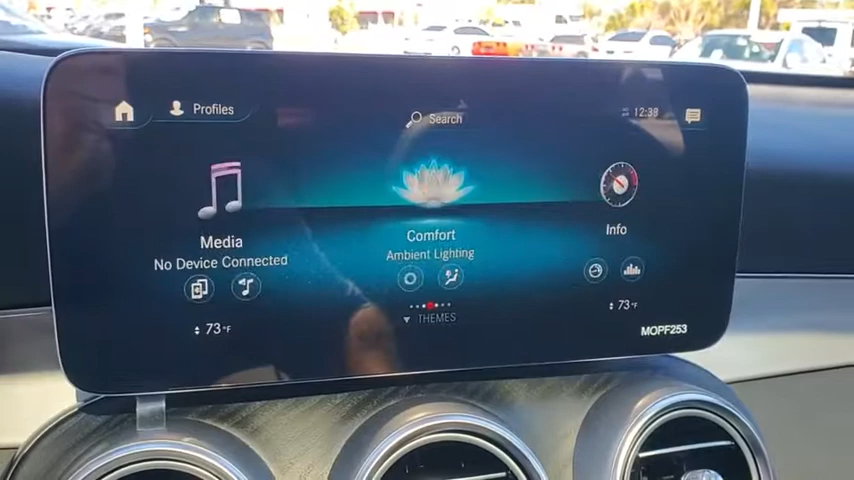 Profiles
Search
12:38
Media
No Device Connected
Comfort
Ambient Lighting
Info
73°F
THEMES
73°F
MOPF253